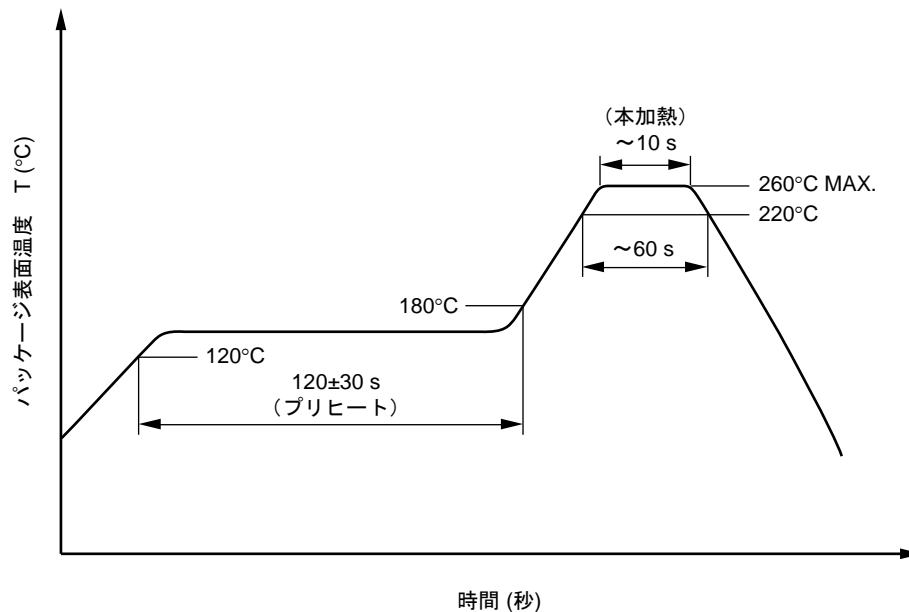 （本加熱）
～10 s
260°C MAX.
220°C
～60 s
180°C
120°C
120±30 s
（プリヒート）
パッケージ表面温度 T (°C)
時間 (秒)